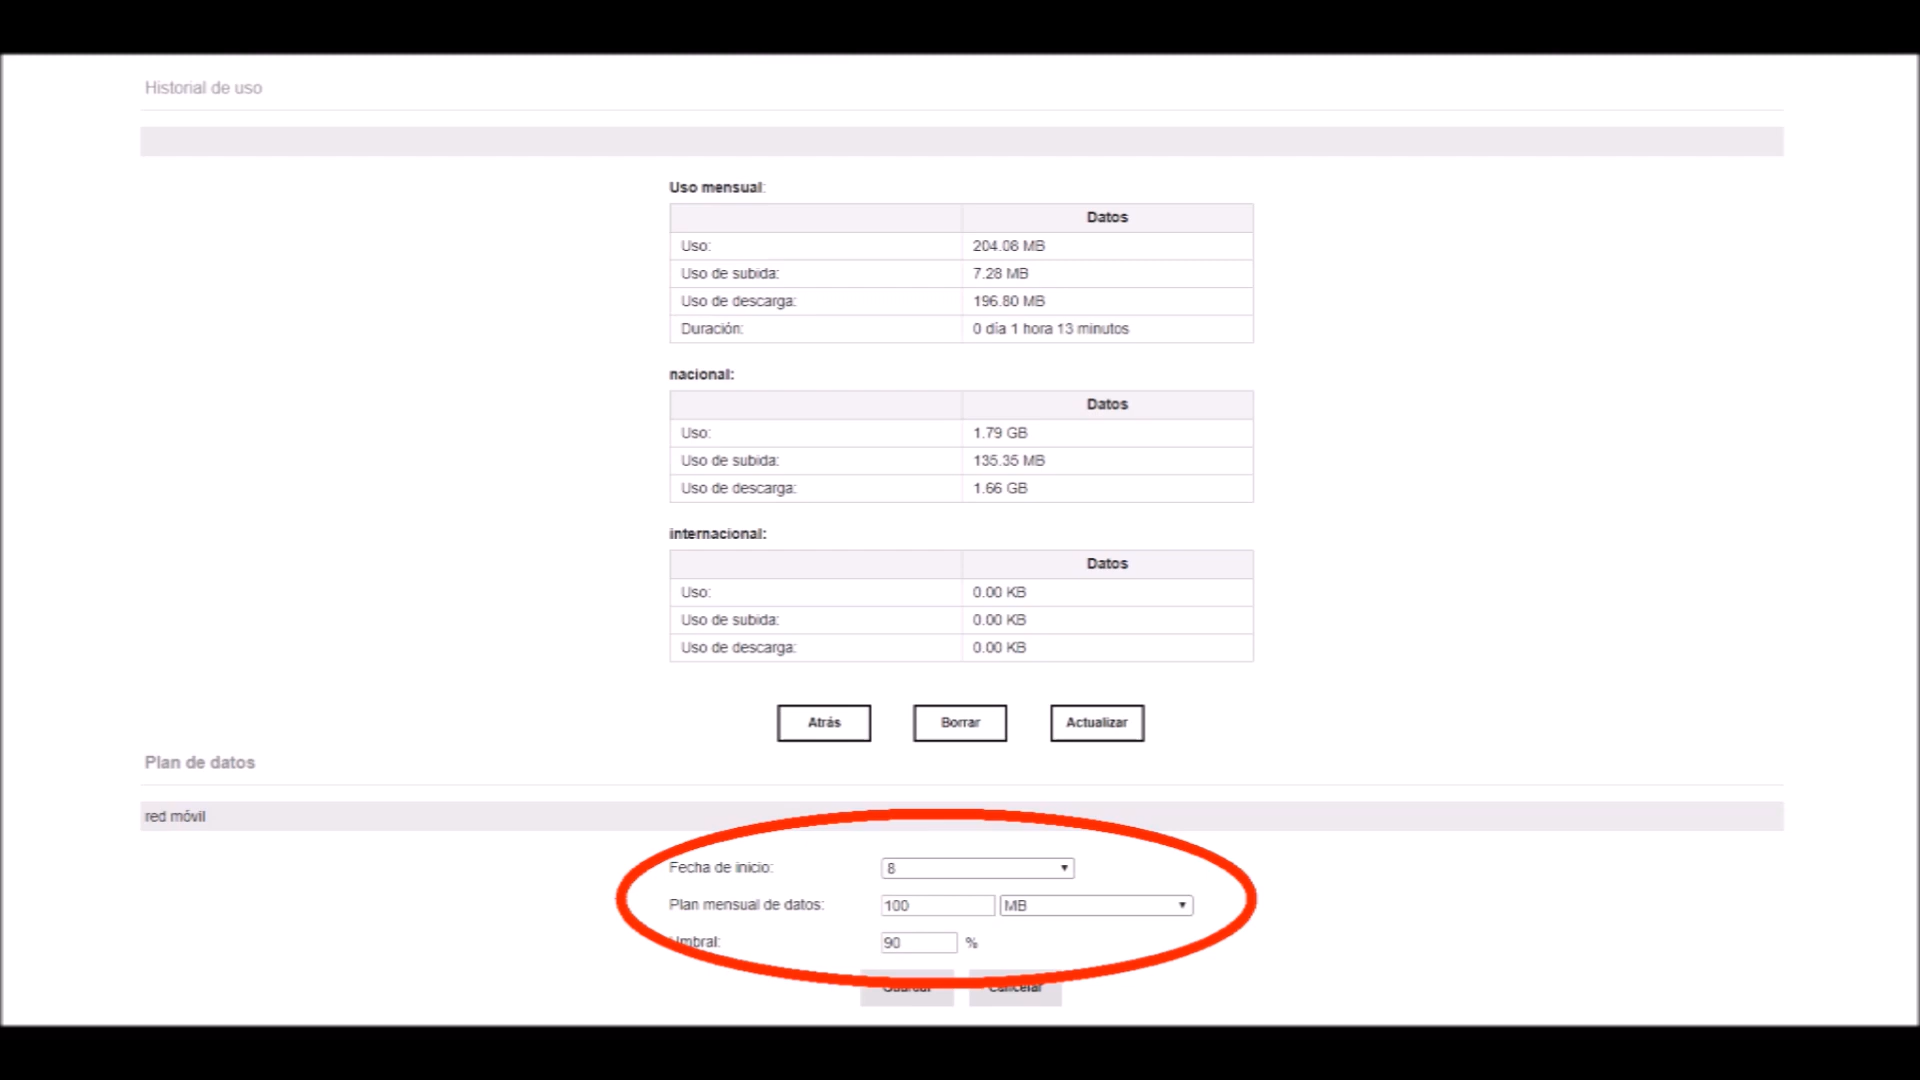 Historial de uso
Uso mensual:
Datos
Uso: 204.08 MB
Uso de subida: 7.28 MB
Uso de descarga: 196.80 MB
Duración: 0 día 1 hora 13 minutos
nacional:
Datos
Uso: 1.79 GB
Uso de subida: 135.35 MB
Uso de descarga: 1.66 GB
internacional:
Datos
Uso: 0.00 KB
Uso de subida: 0.00 KB
Uso de descarga: 0.00 KB
Atrás Borrar Actualizar
Plan de datos
red móvil
Fecha de inicio: 8
Plan mensual de datos: 100 MB
Umbral: 90 %
Guardar Cancelar